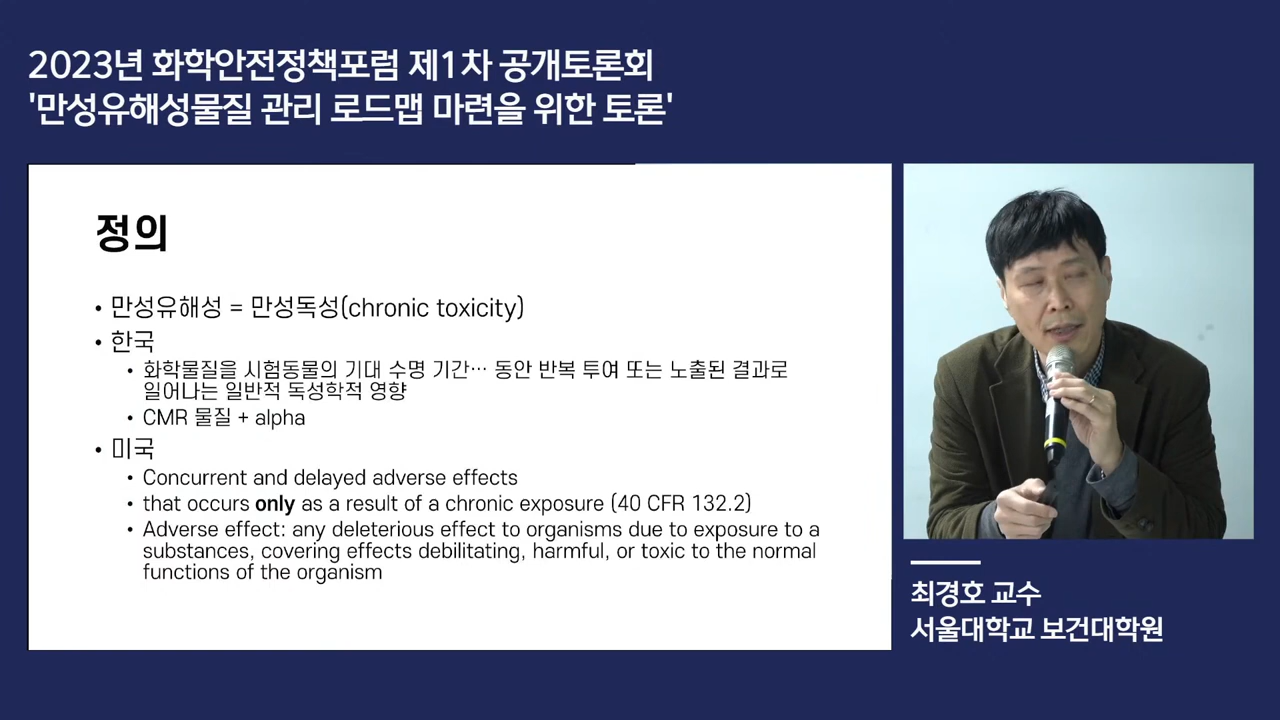 2023년 화학안전정책포럼 제1차 공개토론회
'만성유해성물질 관리 로드맵 마련을 위한 토론'
정의
• 만성유해성 = 만성독성(chronic toxicity)
• 한국
• 화학물질을 시험동물의 기대 수명 기간… 동안 반복 투여 또는 노출된 결과로
일어나는 일반적 독성학적 영향
• CMR 물질 + alpha
• 미국
• Concurrent and delayed adverse effects
• that occurs only as a result of a chronic exposure (40 CFR 132.2)
• Adverse effect: any deleterious effect to organisms due to exposure to a
substances, covering effects debilitating, harmful, or toxic to the normal
functions of the organism
최경호 교수
서울대학교 보건대학원